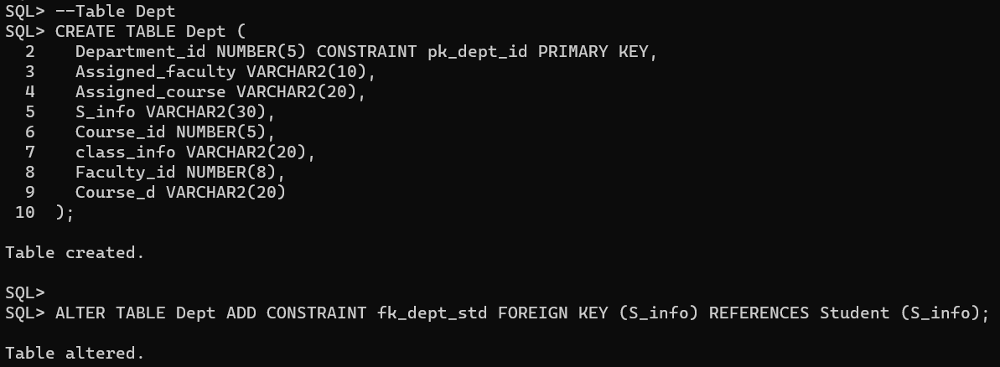 SQL> --Table Dept
SQL> CREATE TABLE Dept (
  2    Department_id NUMBER(5) CONSTRAINT pk_dept_id PRIMARY KEY,
  3    Assigned_faculty VARCHAR2(10),
  4    Assigned_course VARCHAR2(20),
  5    S_info VARCHAR2(30),
  6    Course_id NUMBER(5),
  7    class_info VARCHAR2(20),
  8    Faculty_id NUMBER(8),
  9    Course_d VARCHAR2(20)
 10  );
Table created.
SQL>
SQL> ALTER TABLE Dept ADD CONSTRAINT fk_dept_std FOREIGN KEY (S_info) REFERENCES Student (S_info);
Table altered.